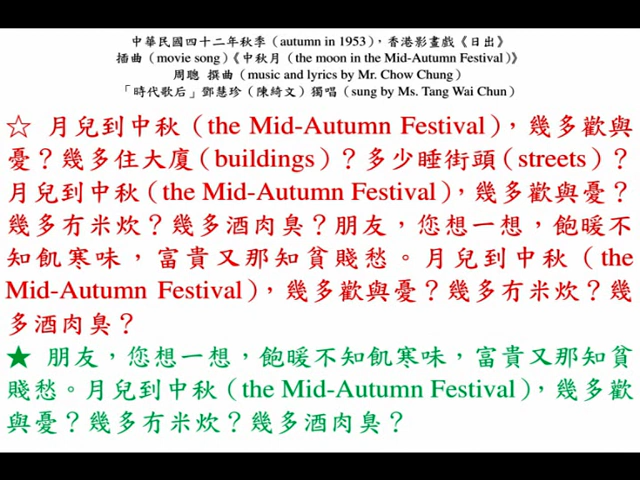 中華民國四十二年秋季（autumn in 1953），香港影畫戲《日出》
插曲（movie song）《中秋月（the moon in the Mid-Autumn Festival）》
周聰 撰曲（music and lyrics by Mr. Chow Chung）
「時代歌后」鄧慧珍（陳綺文）獨唱（sung by Ms. Tang Wai Chun）
☆ 月兒到中秋（the Mid-Autumn Festival），幾多歡與
憂？幾多住大廈（buildings）？多少睡街頭（streets）？
月兒到中秋（the Mid-Autumn Festival），幾多歡與憂？
幾多冇米炊？幾多酒肉臭？朋友，您想一想，飽暖不
知飢寒味，富貴又那知貧賤愁。月兒到中秋（the
Mid-Autumn Festival），幾多歡與憂？幾多冇米炊？幾
多酒肉臭？
★ 朋友，您想一想，飽暖不知飢寒味，富貴又那知貧
賤愁。月兒到中秋（the Mid-Autumn Festival），幾多歡
與憂？幾多冇米炊？幾多酒肉臭？